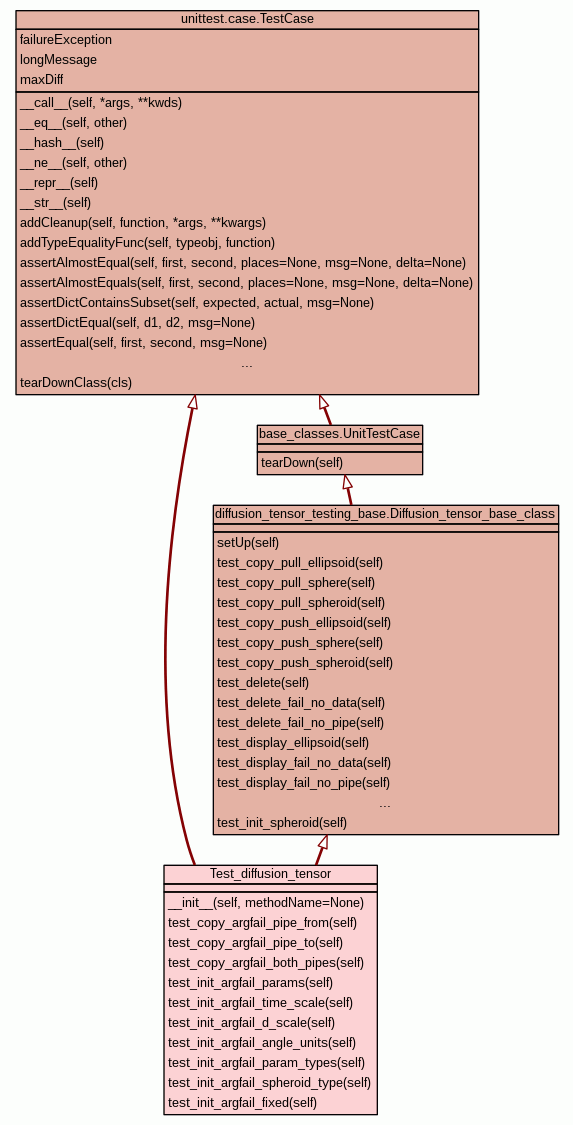 unittest.case.TestCase
failureException
longMessage
maxDiff
__call__(self, *args, **kwds)
__eq__(self, other)
__hash__(self)
__ne__(self, other)
__repr__(self)
__str__(self)
addCleanup(self, function, *args, **kwargs)
addTypeEqualityFunc(self, typeobj, function)
assertAlmostEqual(self, first, second, places=None, msg=None, delta=None)
assertAlmostEquals(self, first, second, places=None, msg=None, delta=None)
assertDictContainsSubset(self, expected, actual, msg=None)
assertDictEqual(self, d1, d2, msg=None)
assertEqual(self, first, second, msg=None)
...
tearDownClass(cls)
base_classes.UnitTestCase
tearDown(self)
diffusion_tensor_testing_base.Diffusion_tensor_base_class
setUp(self)
test_copy_pull_ellipsoid(self)
test_copy_pull_sphere(self)
test_copy_pull_spheroid(self)
test_copy_push_ellipsoid(self)
test_copy_push_sphere(self)
test_copy_push_spheroid(self)
test_delete(self)
test_delete_fail_no_data(self)
test_delete_fail_no_pipe(self)
test_display_ellipsoid(self)
test_display_fail_no_data(self)
test_display_fail_no_pipe(self)
...
test_init_spheroid(self)
Test_diffusion_tensor
__init__(self, methodName=None)
test_copy_argfail_pipe_from(self)
test_copy_argfail_pipe_to(self)
test_copy_argfail_both_pipes(self)
test_init_argfail_params(self)
test_init_argfail_time_scale(self)
test_init_argfail_d_scale(self)
test_init_argfail_angle_units(self)
test_init_argfail_param_types(self)
test_init_argfail_spheroid_type(self)
test_init_argfail_fixed(self)